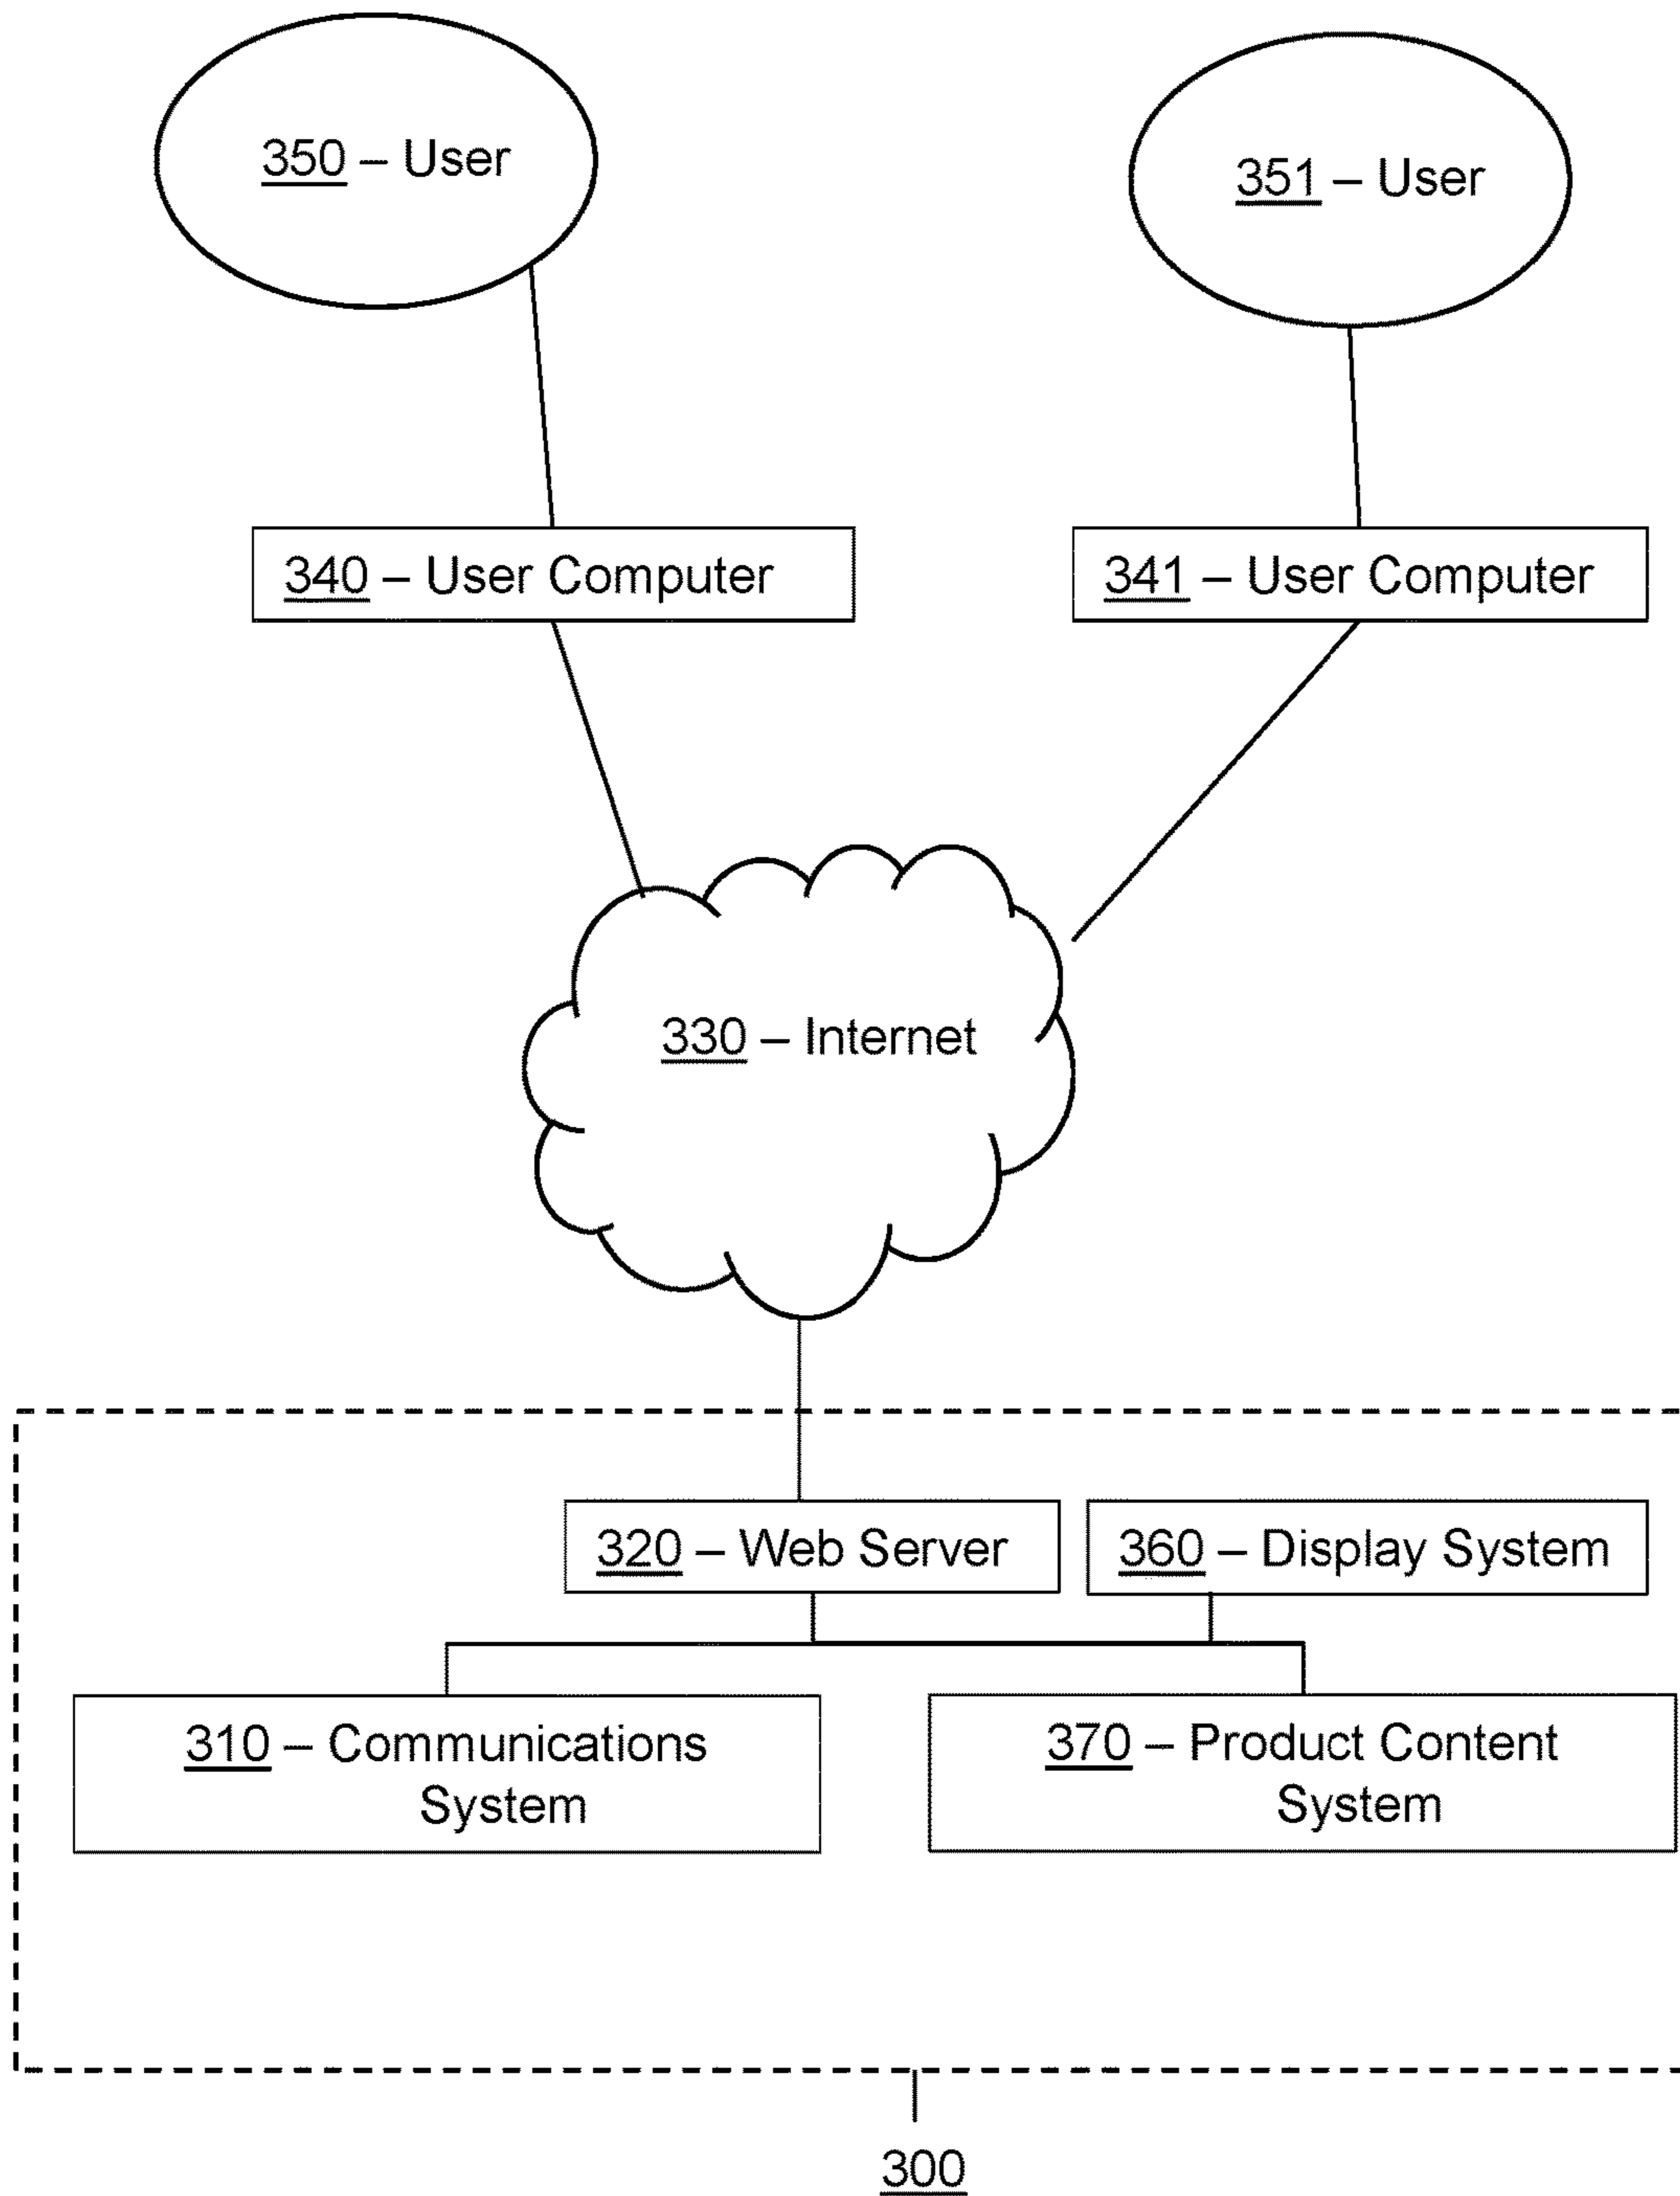 350 – User
351 – User
340 – User Computer
341 – User Computer
330 – Internet
320 – Web Server
360 – Display System
310 – Communications
System
370 – Product Content
System
300